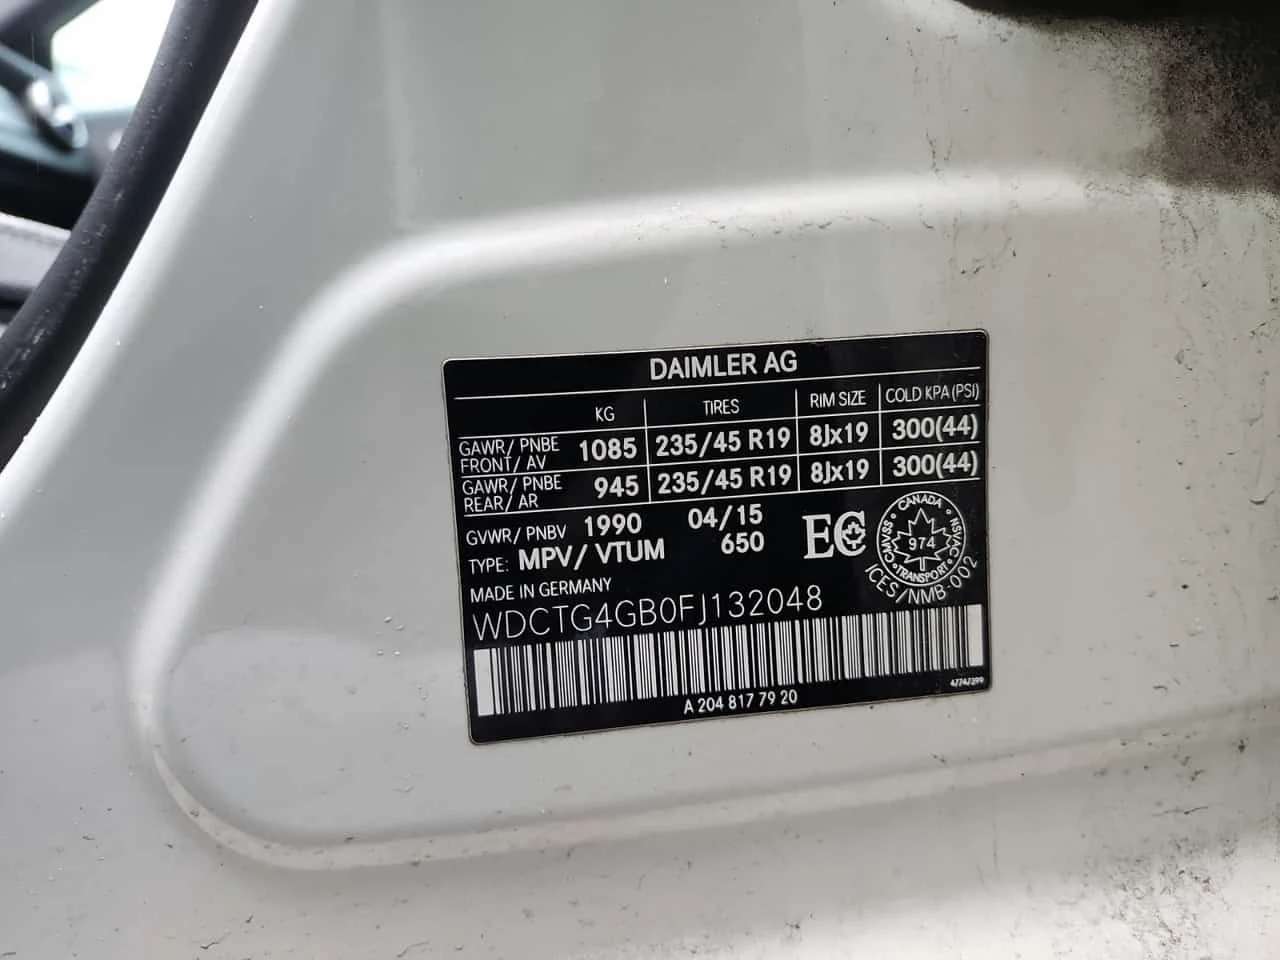 DAIMLER AG
KG TIRES RIM SIZE COLD KPA (PSI)
GAWR/ PNBE FRONT/ AV 1085 235/45 R19 8Jx19 300(44)
GAWR/ PNBE REAR/ AR 945 235/45 R19 8Jx19 300(44)
GVWR/ PNBV 1990 04/15
TYPE: MPV/ VTUM 650
EC
CANADA
CMVSS · NSVAC
974
TRANSPORT
ICES/NMB-002
MADE IN GERMANY
WDCTG4GB0FJ132048
A 204 817 79 20
47747399